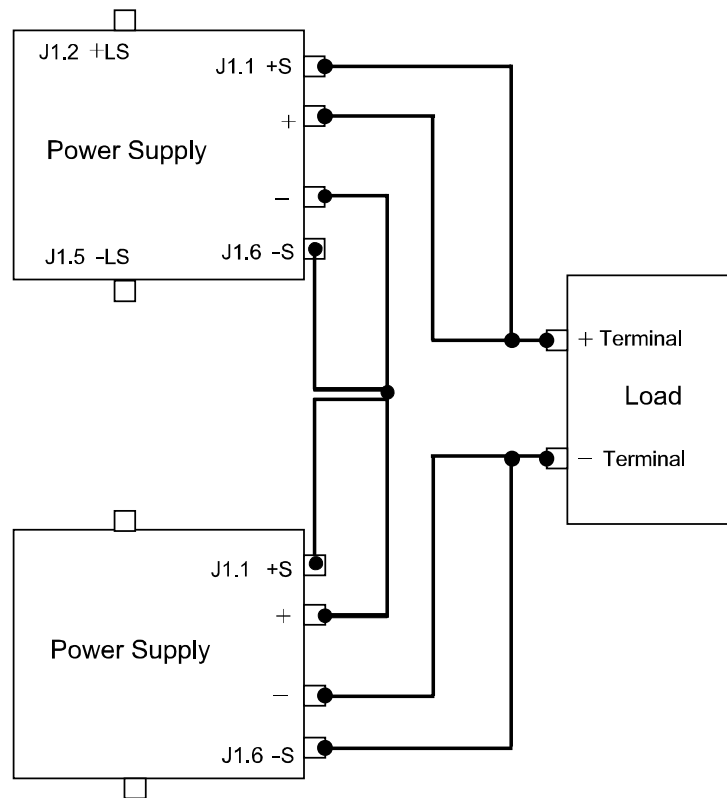 J1.2 +LS
J1.1 +S
+
Power Supply
−
J1.5 −LS
J1.6 −S
+ Terminal
Load
− Terminal
J1.1 +S
+
Power Supply
−
J1.6 −S